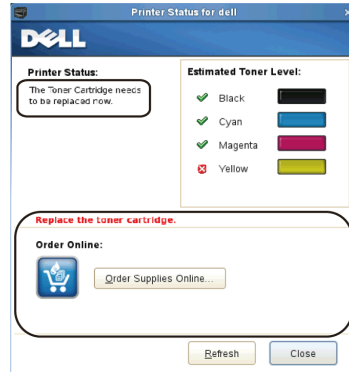 Printer Status for dell
DELL
Printer Status:
The Toner Cartridge needs
to be replaced now.
Estimated Toner Level:
Black
Cyan
Magenta
Yellow
Replace the toner cartridge.
Order Online:
Order Supplies Online...
Refresh
Close